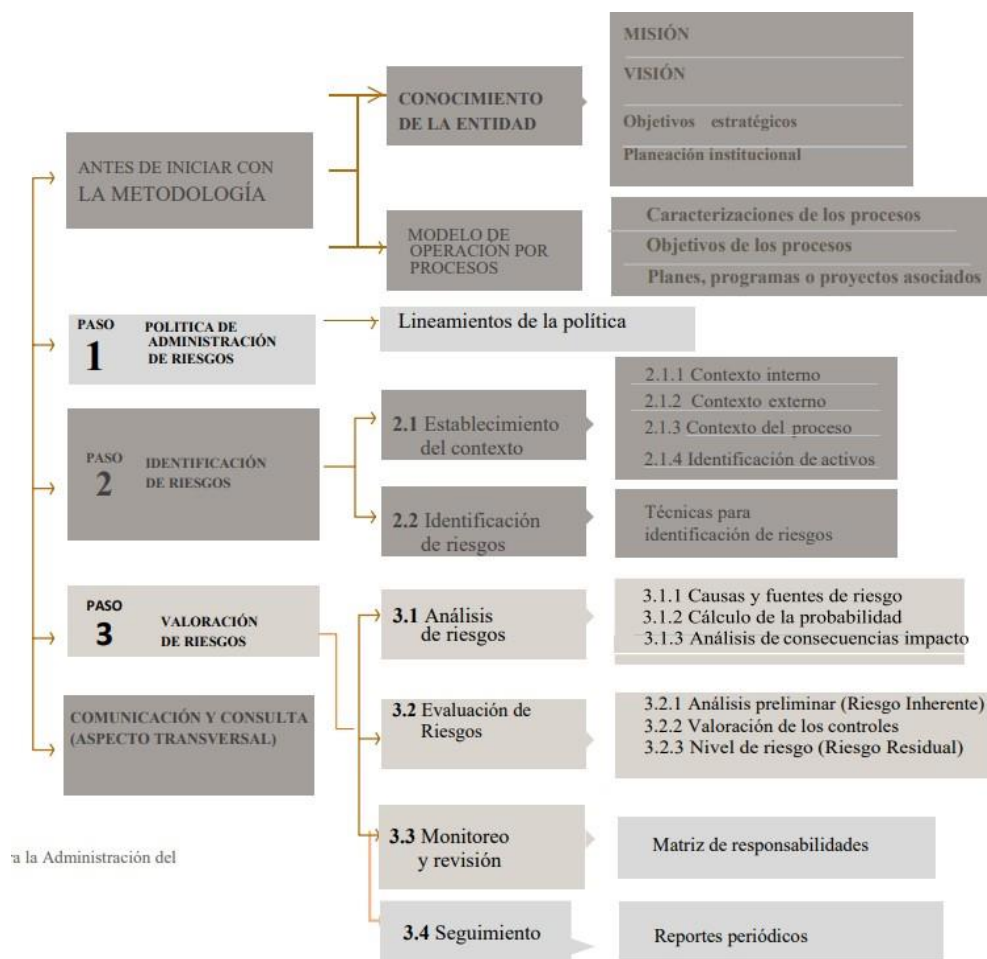 MISIÓN
VISIÓN
Objetivos estratégicos
Planeación institucional
CONOCIMIENTO
DE LA ENTIDAD
ANTES DE INICIAR CON
LA METODOLOGÍA
MODELO DE
OPERACIÓN POR
PROCESOS
Caracterizaciones de los procesos
Objetivos de los procesos
Planes, programas o proyectos asociados
PASO
1
POLITICA DE
ADMINISTRACIÓN
DE RIESGOS
Lineamientos de la política
PASO
2
IDENTIFICACIÓN
DE RIESGOS
2.1 Establecimiento
del contexto
2.1.1 Contexto interno
2.1.2 Contexto externo
2.1.3 Contexto del proceso
2.1.4 Identificación de activos
2.2 Identificación
de riesgos
Técnicas para
identificación de riesgos
PASO
3
VALORACIÓN
DE RIESGOS
3.1 Análisis
de riesgos
3.1.1 Causas y fuentes de riesgo
3.1.2 Cálculo de la probabilidad
3.1.3 Análisis de consecuencias impacto
COMUNICACIÓN Y CONSULTA
(ASPECTO TRANSVERSAL)
3.2 Evaluación de
Riesgos
3.2.1 Análisis preliminar (Riesgo Inherente)
3.2.2 Valoración de los controles
3.2.3 Nivel de riesgo (Riesgo Residual)
3.3 Monitoreo
y revisión
Matriz de responsabilidades
la Administración del
3.4 Seguimiento
Reportes periódicos